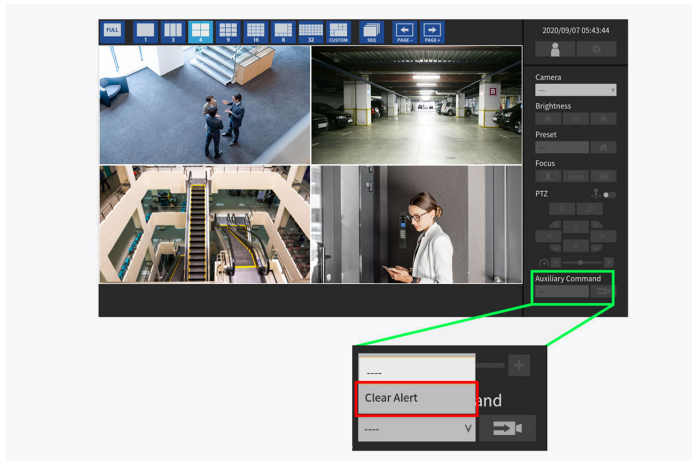 FULL
1
3
4
9
16
8
32
CUSTOM
SEQ
PAGE -
PAGE +
2020/09/07 05:43:44
Camera
---
Brightness
Preset
---
Focus
Auto
PTZ
Auxiliary Command
B
----
Clear Alert
and
----